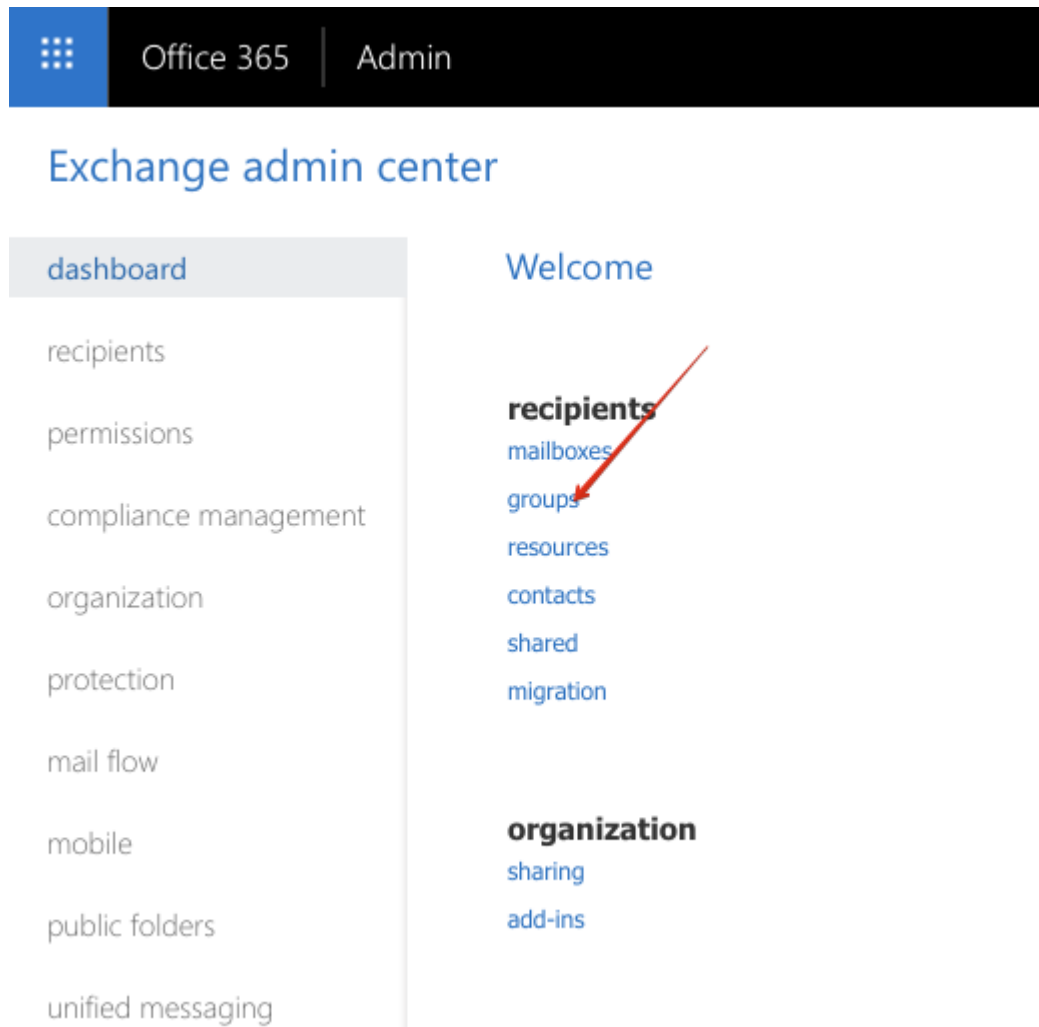 Office 365 Admin
Exchange admin center
dashboard
recipients
permissions
compliance management
organization
protection
mail flow
mobile
public folders
unified messaging
Welcome
recipients
mailboxes
groups
resources
contacts
shared
migration
organization
sharing
add-ins